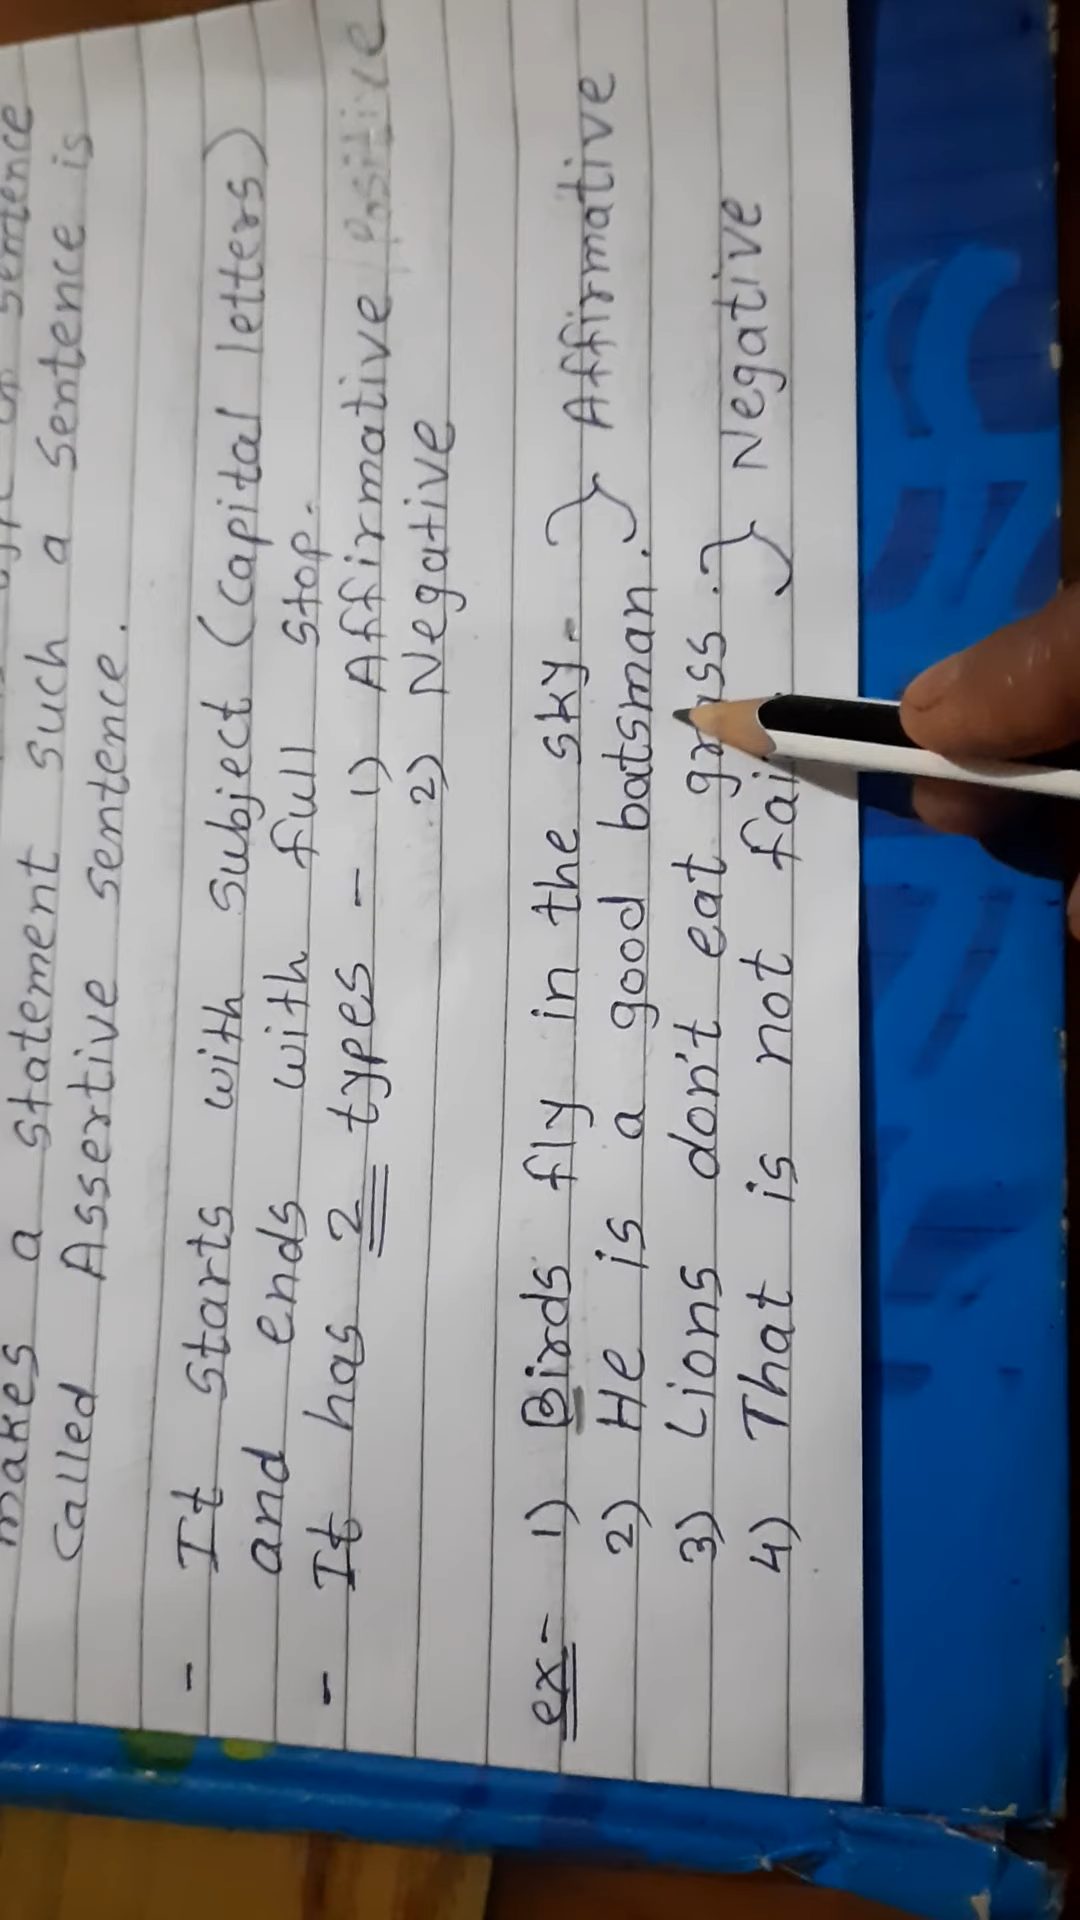 makes a statement such a sentence is
called Assertive sentence.
- It starts with subject (capital letters)
and ends with full stop.
- It has 2 types - 1) Affirmative positive
2) Negative
ex- 1) Birds fly in the sky. } Affirmative
2) He is a good batsman.
3) Lions don't eat grass. } Negative
4) That is not fai